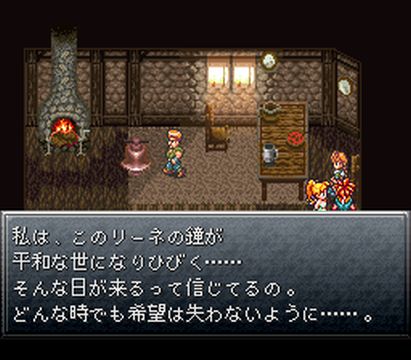 私は、このリーネの鐘が
平和な世になりひびく……
そんな日が来るって信じてるの。
どんな時でも希望は失わないように……。